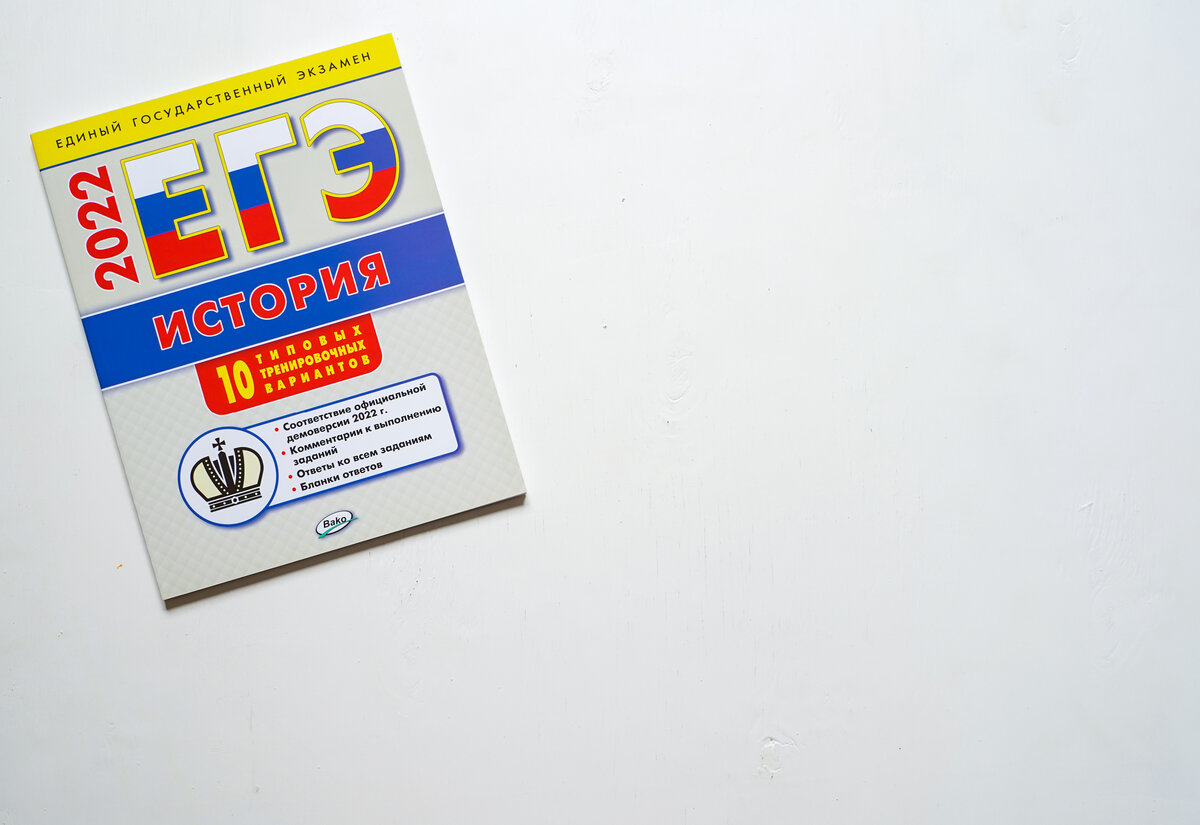 ЕДИНЫЙ ГОСУДАРСТВЕННЫЙ ЭКЗАМЕН
2022
ЕГЭ
ИСТОРИЯ
10
ТИПОВЫХ
ТРЕНИРОВОЧНЫХ
ВАРИАНТОВ
• Соответствие официальной
демоверсии 2022 г.
• Комментарии к выполнению
заданий
• Ответы ко всем заданиям
• Бланки ответов
Вако